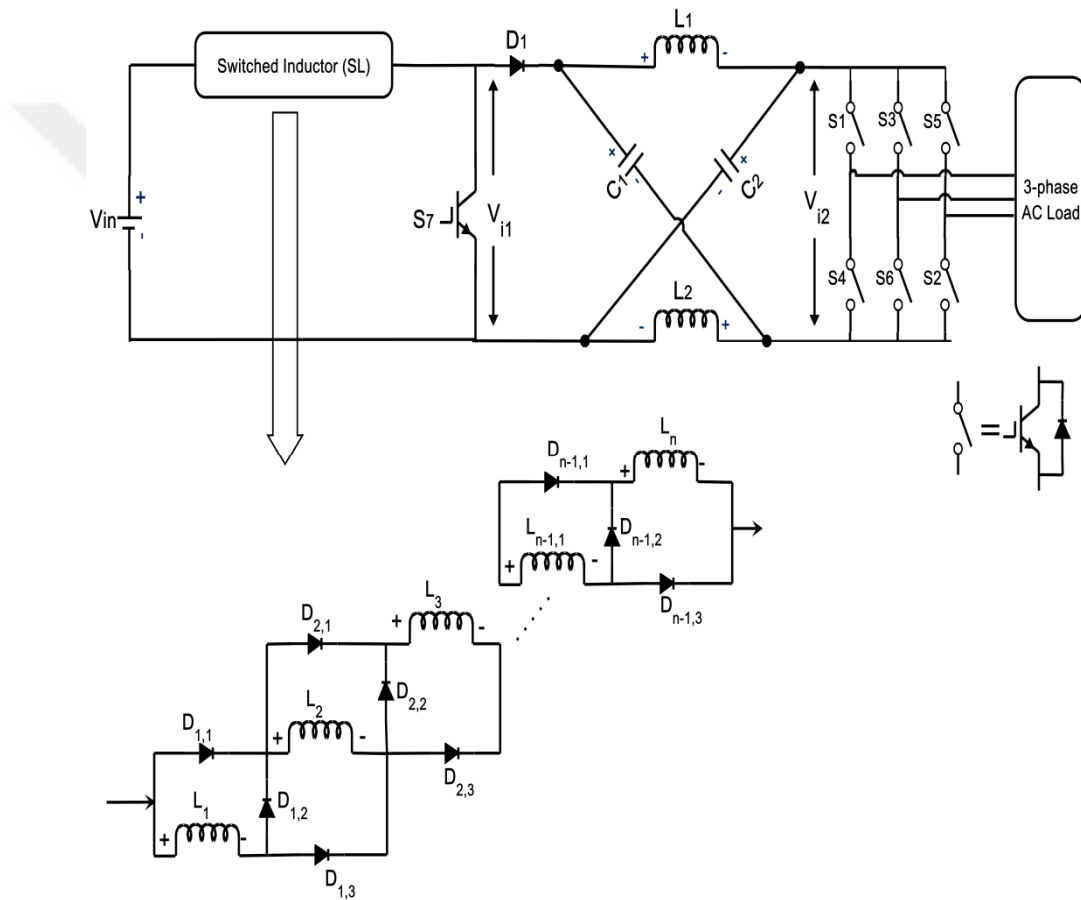 L1
D1
Switched Inductor (SL)
+ -
Vin
+
-
S7
Vi1
C1
x
-
C2
x
-
Vi2
S1
S3
S5
3-phase
AC Load
S4
S6
S2
L2
- +
=
Ln
+ -
Dn-1,1
Ln-1,1
+ -
Dn-1,2
Dn-1,3
L3
+ -
D2,1
D2,2
L2
+ -
D1,1
D2,3
L1
+ -
D1,2
D1,3